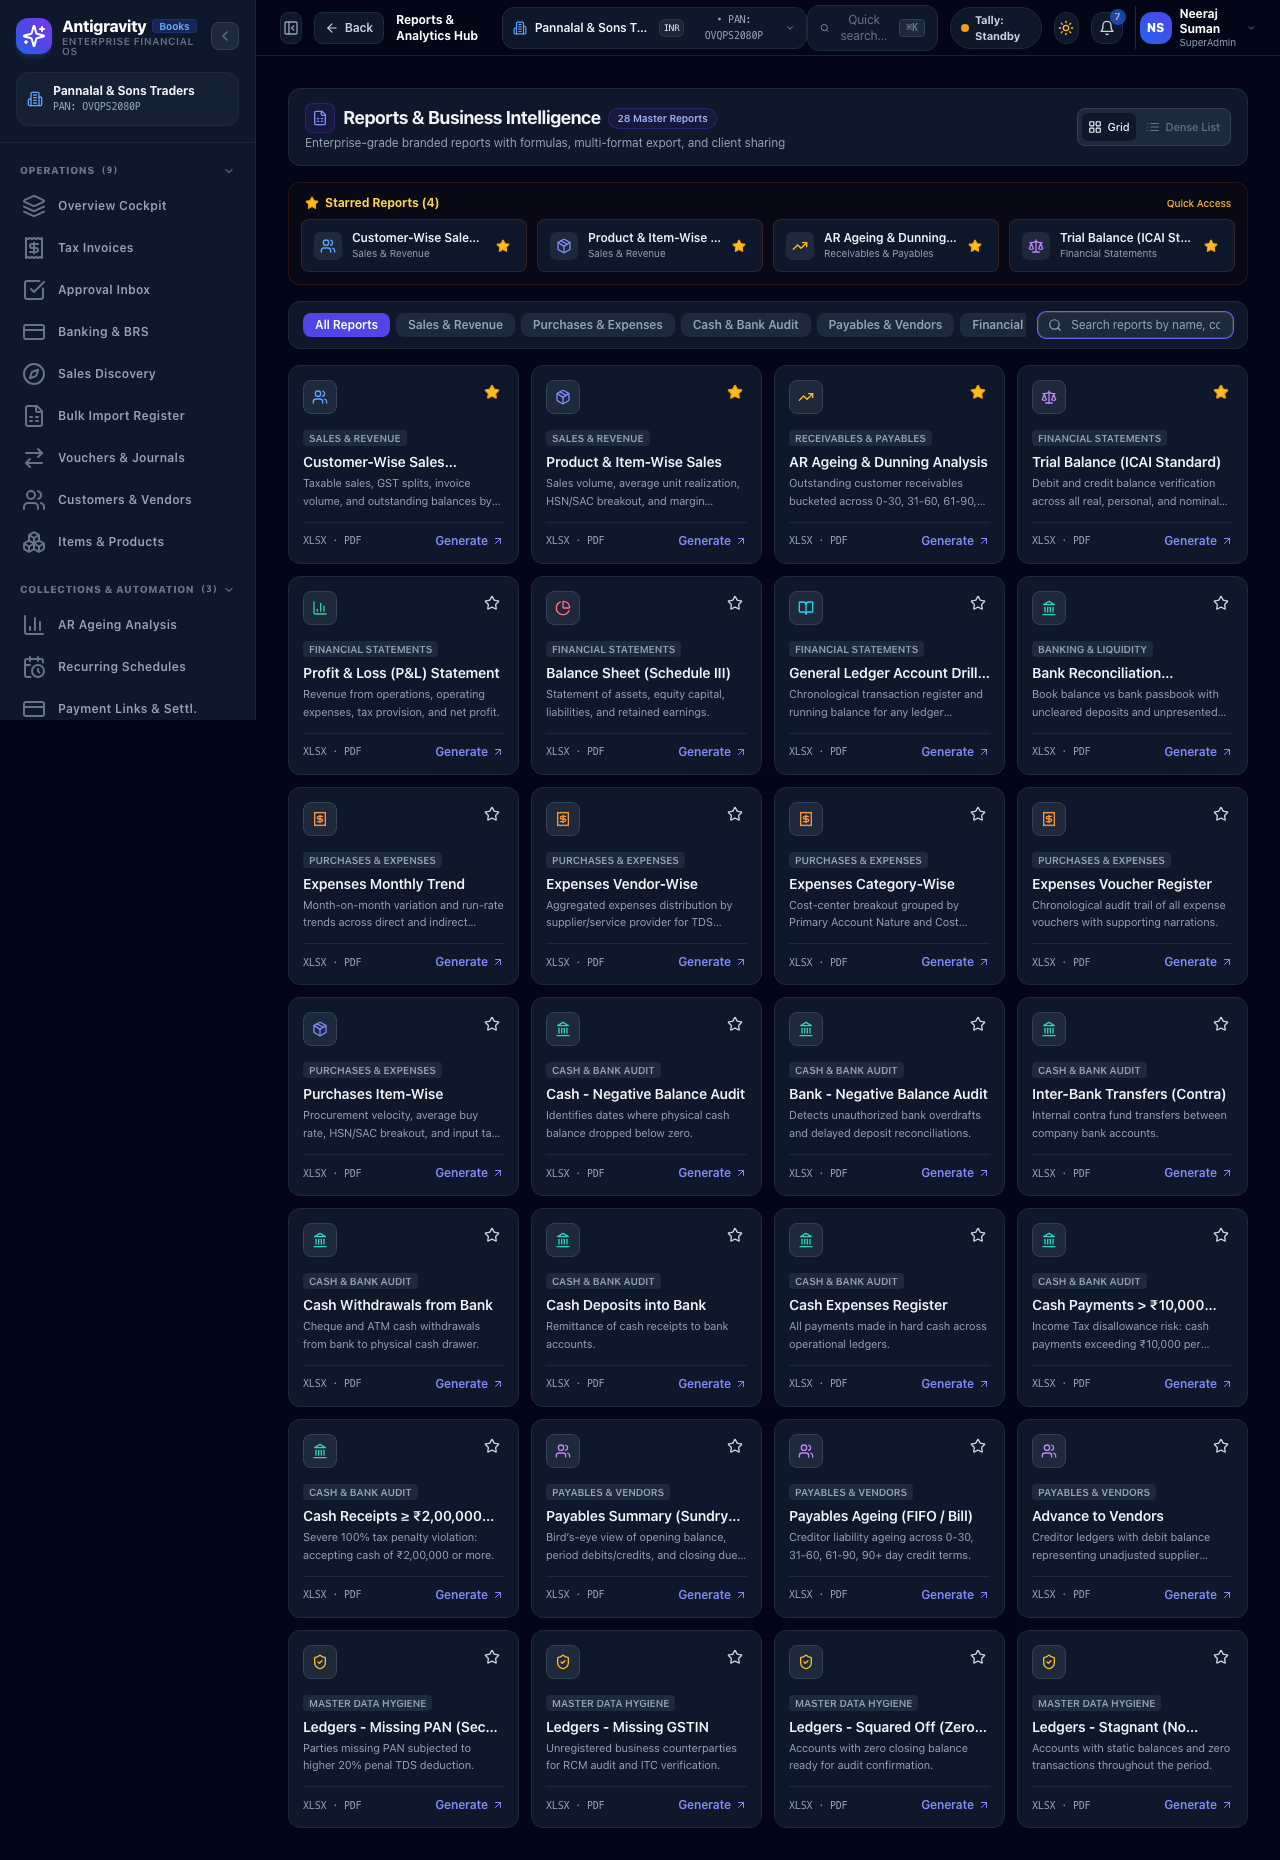 Antigravity Books
ENTERPRISE FINANCIAL OS
Pannalal & Sons Traders
PAN: OVQPS2080P
OPERATIONS (9)
Overview Cockpit
Tax Invoices
Approval Inbox
Banking & BRS
Sales Discovery
Bulk Import Register
Vouchers & Journals
Customers & Vendors
Items & Products
COLLECTIONS & AUTOMATION (3)
AR Ageing Analysis
Recurring Schedules
Payment Links & Settl.
Back
Reports & Analytics Hub
Pannalal & Sons T... INR • PAN: OVQPS2080P
Quick search... ⌘K
Tally: Standby
7
NS
Neeraj Suman
SuperAdmin
Reports & Business Intelligence 28 Master Reports
Enterprise-grade branded reports with formulas, multi-format export, and client sharing
Grid Dense List
Starred Reports (4) Quick Access
Customer-Wise Sale...
Sales & Revenue
Product & Item-Wise ...
Sales & Revenue
AR Ageing & Dunning...
Receivables & Payables
Trial Balance (ICAI St...
Financial Statements
All Reports Sales & Revenue Purchases & Expenses Cash & Bank Audit Payables & Vendors Financial
Search reports by name, cc
SALES & REVENUE
Customer-Wise Sales...
Taxable sales, GST splits, invoice
volume, and outstanding balances by...
XLSX · PDF Generate
SALES & REVENUE
Product & Item-Wise Sales
Sales volume, average unit realization,
HSN/SAC breakout, and margin...
XLSX · PDF Generate
RECEIVABLES & PAYABLES
AR Ageing & Dunning Analysis
Outstanding customer receivables
bucketed across 0-30, 31-60, 61-90,...
XLSX · PDF Generate
FINANCIAL STATEMENTS
Trial Balance (ICAI Standard)
Debit and credit balance verification
across all real, personal, and nominal...
XLSX · PDF Generate
FINANCIAL STATEMENTS
Profit & Loss (P&L) Statement
Revenue from operations, operating
expenses, tax provision, and net profit.
XLSX · PDF Generate
FINANCIAL STATEMENTS
Balance Sheet (Schedule III)
Statement of assets, equity capital,
liabilities, and retained earnings.
XLSX · PDF Generate
FINANCIAL STATEMENTS
General Ledger Account Drill...
Chronological transaction register and
running balance for any ledger...
XLSX · PDF Generate
BANKING & LIQUIDITY
Bank Reconciliation...
Book balance vs bank passbook with
uncleared deposits and unpresented...
XLSX · PDF Generate
PURCHASES & EXPENSES
Expenses Monthly Trend
Month-on-month variation and run-rate
trends across direct and indirect...
XLSX · PDF Generate
PURCHASES & EXPENSES
Expenses Vendor-Wise
Aggregated expenses distribution by
supplier/service provider for TDS...
XLSX · PDF Generate
PURCHASES & EXPENSES
Expenses Category-Wise
Cost-center breakout grouped by
Primary Account Nature and Cost...
XLSX · PDF Generate
PURCHASES & EXPENSES
Expenses Voucher Register
Chronological audit trail of all expense
vouchers with supporting narrations.
XLSX · PDF Generate
PURCHASES & EXPENSES
Purchases Item-Wise
Procurement velocity, average buy
rate, HSN/SAC breakout, and input ta...
XLSX · PDF Generate
CASH & BANK AUDIT
Cash - Negative Balance Audit
Identifies dates where physical cash
balance dropped below zero.
XLSX · PDF Generate
CASH & BANK AUDIT
Bank - Negative Balance Audit
Detects unauthorized bank overdrafts
and delayed deposit reconciliations.
XLSX · PDF Generate
CASH & BANK AUDIT
Inter-Bank Transfers (Contra)
Internal contra fund transfers between
company bank accounts.
XLSX · PDF Generate
CASH & BANK AUDIT
Cash Withdrawals from Bank
Cheque and ATM cash withdrawals
from bank to physical cash drawer.
XLSX · PDF Generate
CASH & BANK AUDIT
Cash Deposits into Bank
Remittance of cash receipts to bank
accounts.
XLSX · PDF Generate
CASH & BANK AUDIT
Cash Expenses Register
All payments made in hard cash across
operational ledgers.
XLSX · PDF Generate
CASH & BANK AUDIT
Cash Payments > ₹10,000...
Income Tax disallowance risk: cash
payments exceeding ₹10,000 per...
XLSX · PDF Generate
CASH & BANK AUDIT
Cash Receipts ≥ ₹2,00,000...
Severe 100% tax penalty violation:
accepting cash of ₹2,00,000 or more.
XLSX · PDF Generate
PAYABLES & VENDORS
Payables Summary (Sundry...
Bird's-eye view of opening balance,
period debits/credits, and closing due...
XLSX · PDF Generate
PAYABLES & VENDORS
Payables Ageing (FIFO / Bill)
Creditor liability ageing across 0-30,
31-60, 61-90, 90+ day credit terms.
XLSX · PDF Generate
PAYABLES & VENDORS
Advance to Vendors
Creditor ledgers with debit balance
representing unadjusted supplier...
XLSX · PDF Generate
MASTER DATA HYGIENE
Ledgers - Missing PAN (Sec...
Parties missing PAN subjected to
higher 20% penal TDS deduction.
XLSX · PDF Generate
MASTER DATA HYGIENE
Ledgers - Missing GSTIN
Unregistered business counterparties
for RCM audit and ITC verification.
XLSX · PDF Generate
MASTER DATA HYGIENE
Ledgers - Squared Off (Zero...
Accounts with zero closing balance
ready for audit confirmation.
XLSX · PDF Generate
MASTER DATA HYGIENE
Ledgers - Stagnant (No...
Accounts with static balances and zero
transactions throughout the period.
XLSX · PDF Generate